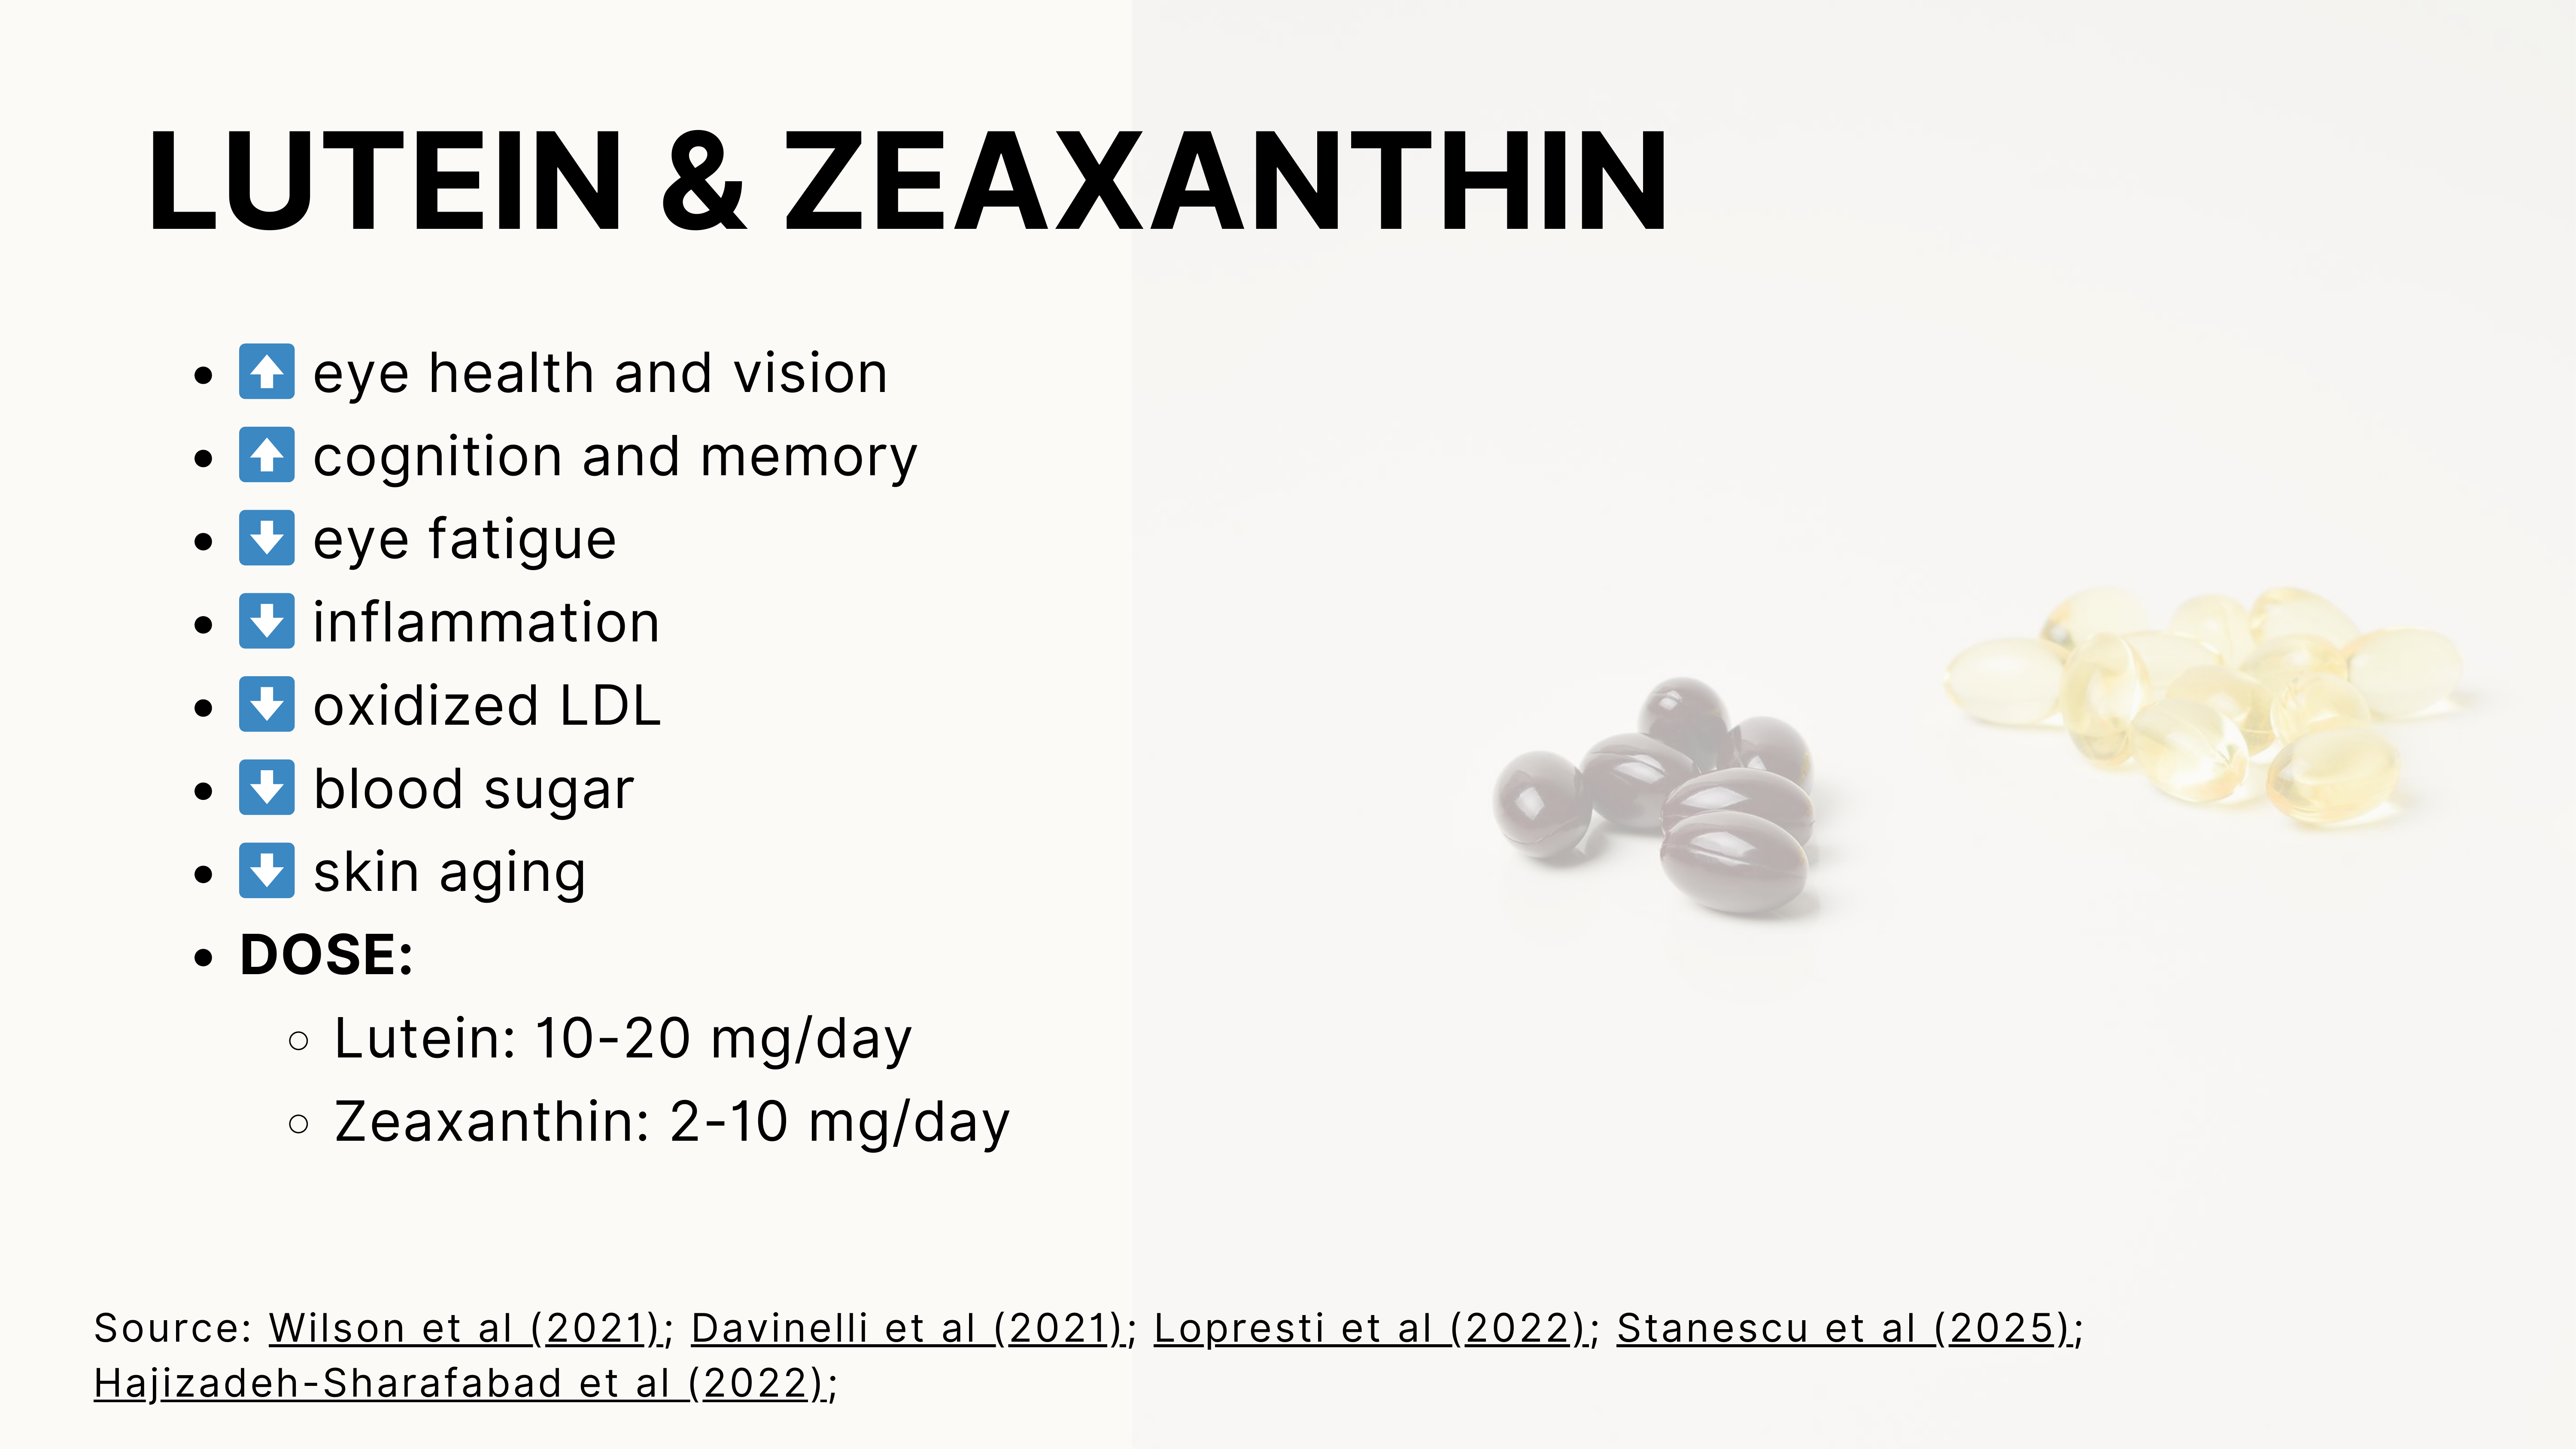 LUTEIN & ZEAXANTHIN
• ⬆️ eye health and vision
• ⬆️ cognition and memory
• ⬇️ eye fatigue
• ⬇️ inflammation
• ⬇️ oxidized LDL
• ⬇️ blood sugar
• ⬇️ skin aging
• DOSE:
○ Lutein: 10-20 mg/day
○ Zeaxanthin: 2-10 mg/day
Source: Wilson et al (2021); Davinelli et al (2021); Lopresti et al (2022); Stanescu et al (2025);
Hajizadeh-Sharafabad et al (2022);